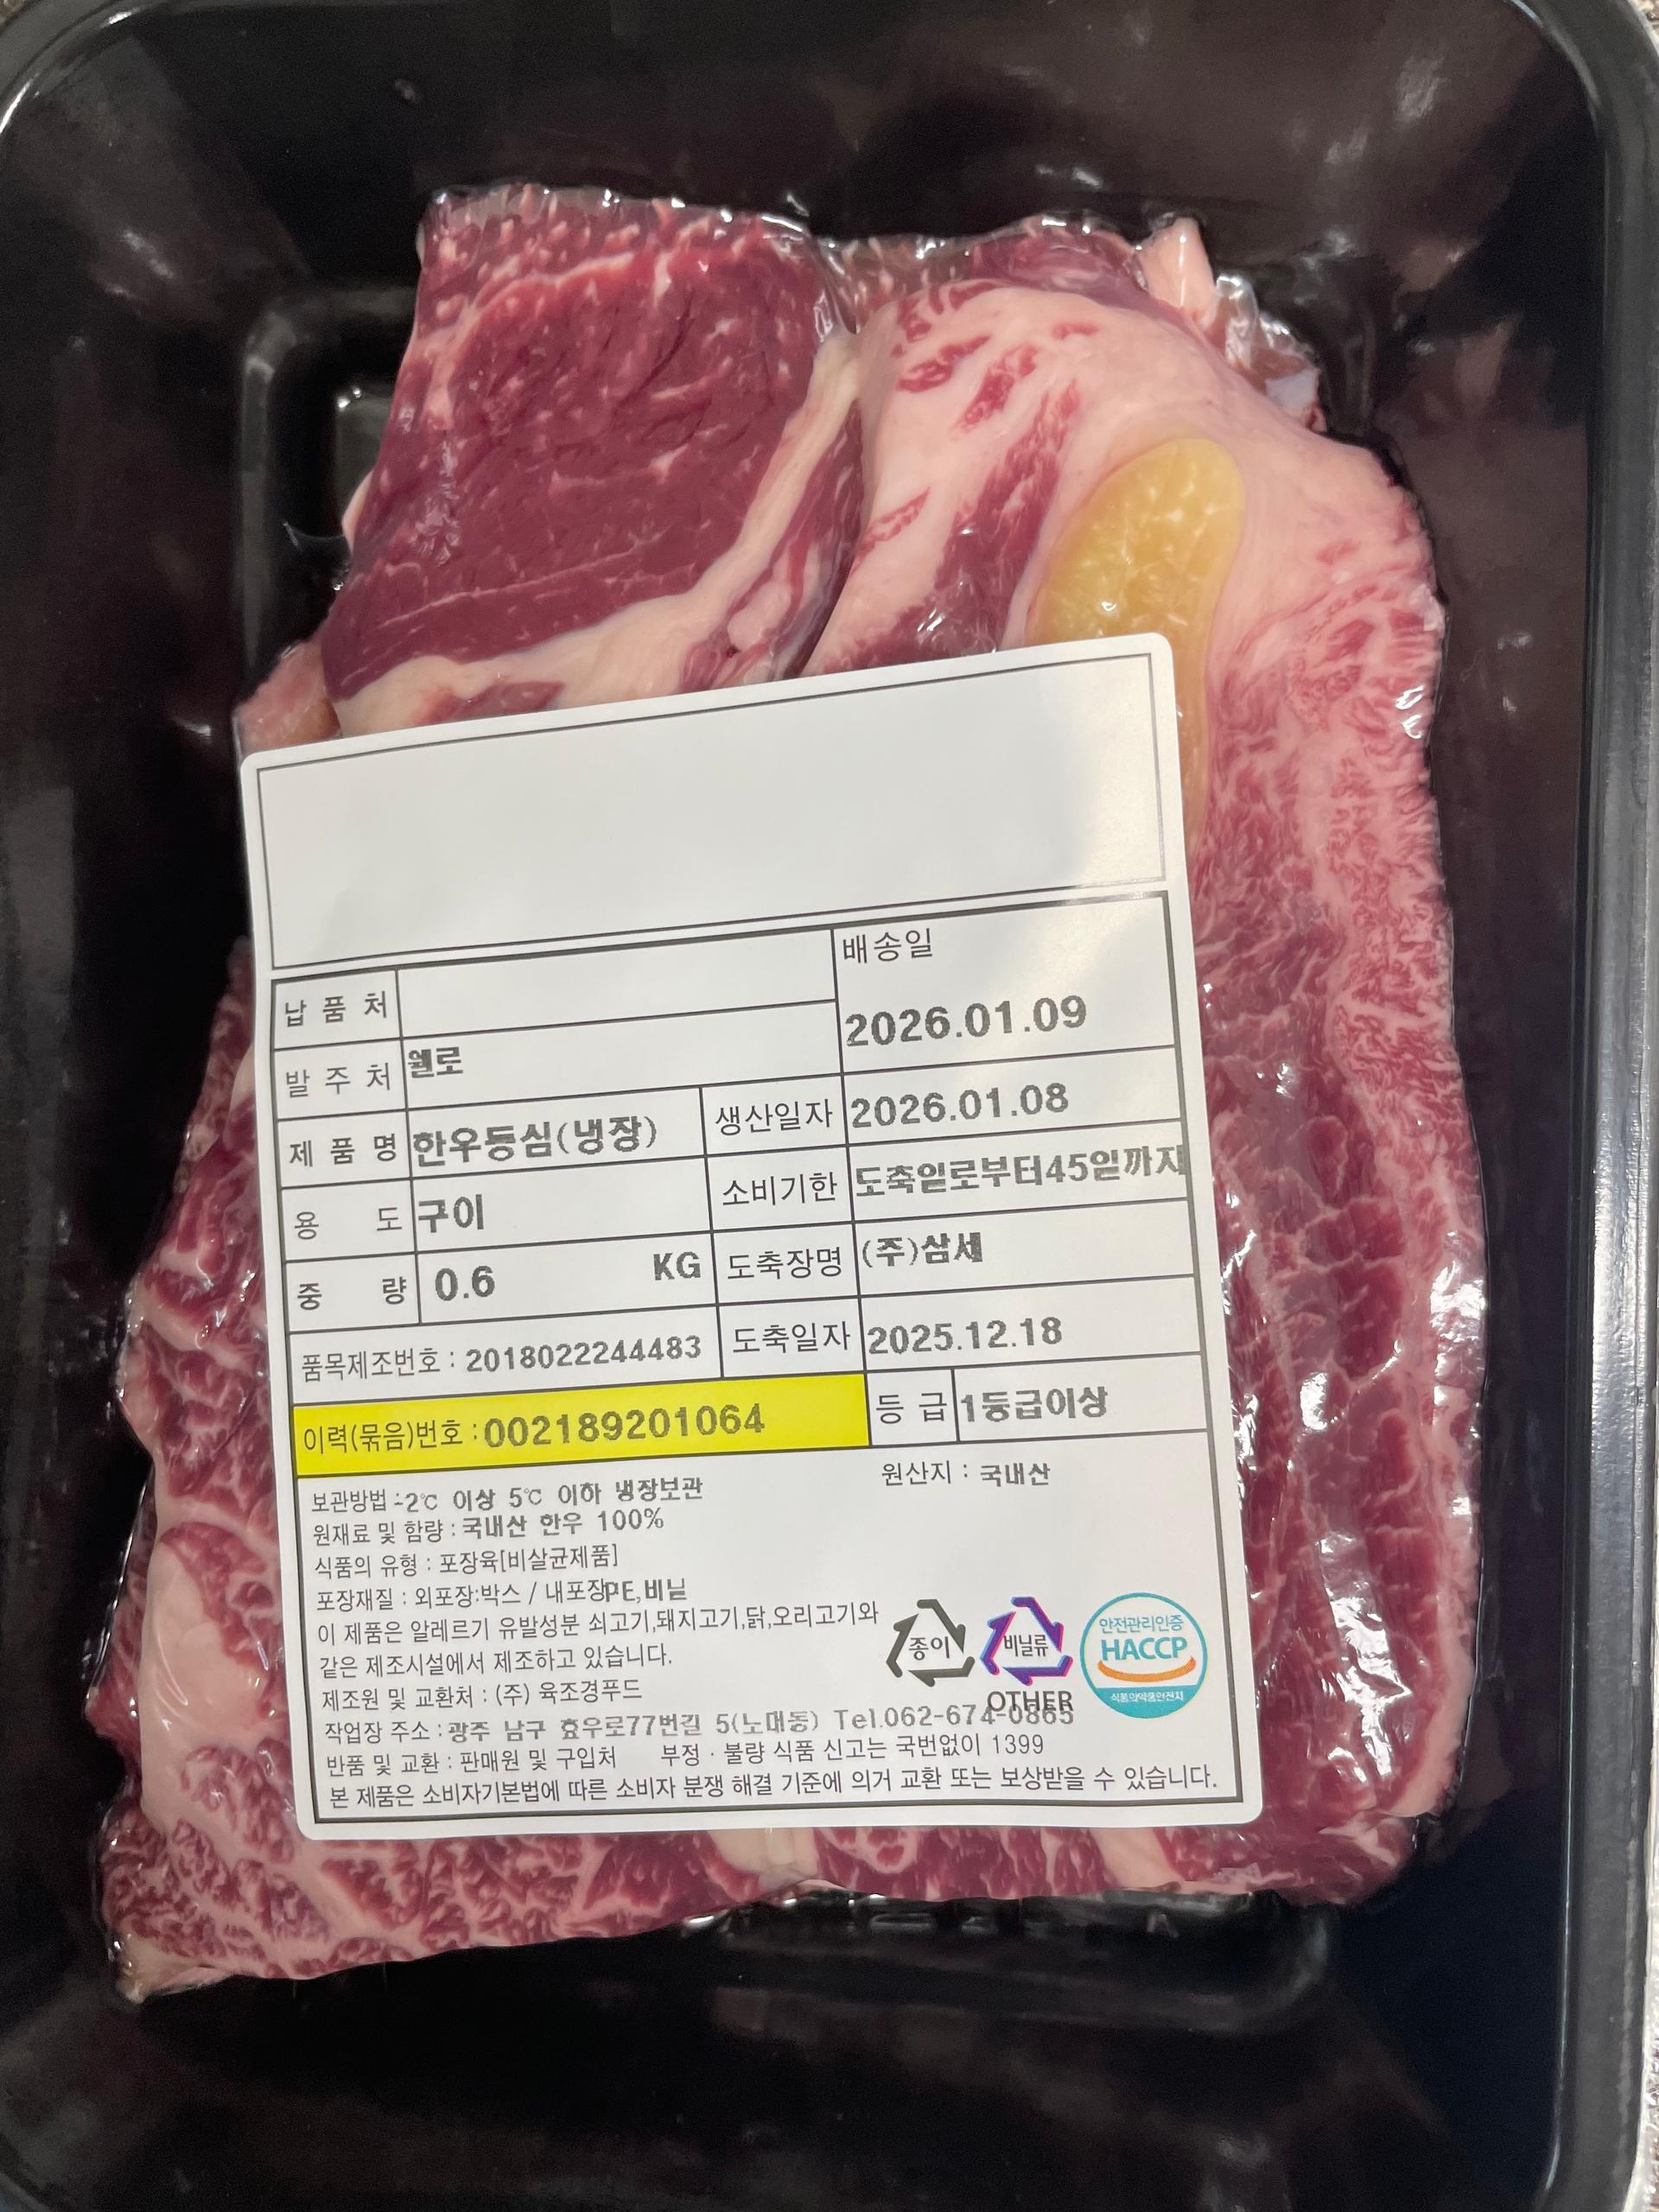 배송일
납 품 처
2026.01.09
발 주 처 웰로
제 품 명 한우등심(냉장) 생산일자 2026.01.08
용 도 구이 소비기한 도축일로부터45일까지
중 량 0.6 KG 도축장명 (주)삼세
품목제조번호 : 2018022244483 도축일자 2025.12.18
이력(묶음)번호 : 002189201064 등 급 1등급이상
보관방법 : -2℃ 이상 5℃ 이하 냉장보관 원산지 : 국내산
원재료 및 함량 : 국내산 한우 100%
식품의 유형 : 포장육[비살균제품]
포장재질 : 외포장:박스 / 내포장PE,비닐
이 제품은 알레르기 유발성분 쇠고기,돼지고기,닭,오리고기와
같은 제조시설에서 제조하고 있습니다.
종이
비닐류
OTHER
안전관리인증
HACCP
식품의약품안전처
제조원 및 교환처 : (주) 육조경푸드
작업장 주소 : 광주 남구 효우로77번길 5(노대동) Tel.062-674-0865
반품 및 교환 : 판매원 및 구입처 부정 · 불량 식품 신고는 국번없이 1399
본 제품은 소비자기본법에 따른 소비자 분쟁 해결 기준에 의거 교환 또는 보상받을 수 있습니다.